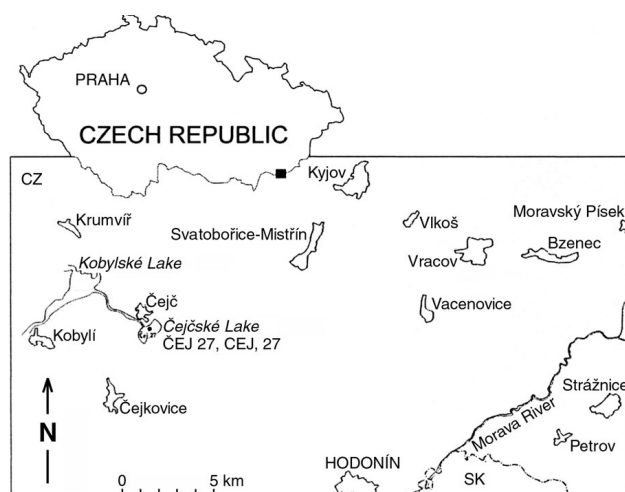 PRAHA
CZECH REPUBLIC
CZ
Kyjov
Krumvíř
Svatobořice-Mistřín
Vlkoš
Moravský Písek
Vracov
Bzenec
Kobylské Lake
Čejč
Vacenovice
Čejčské Lake
ČEJ 27, CEJ, 27
Kobylí
Čejkovice
N
0 5 km
HODONÍN
Morava River
SK
Strážnice
Petrov